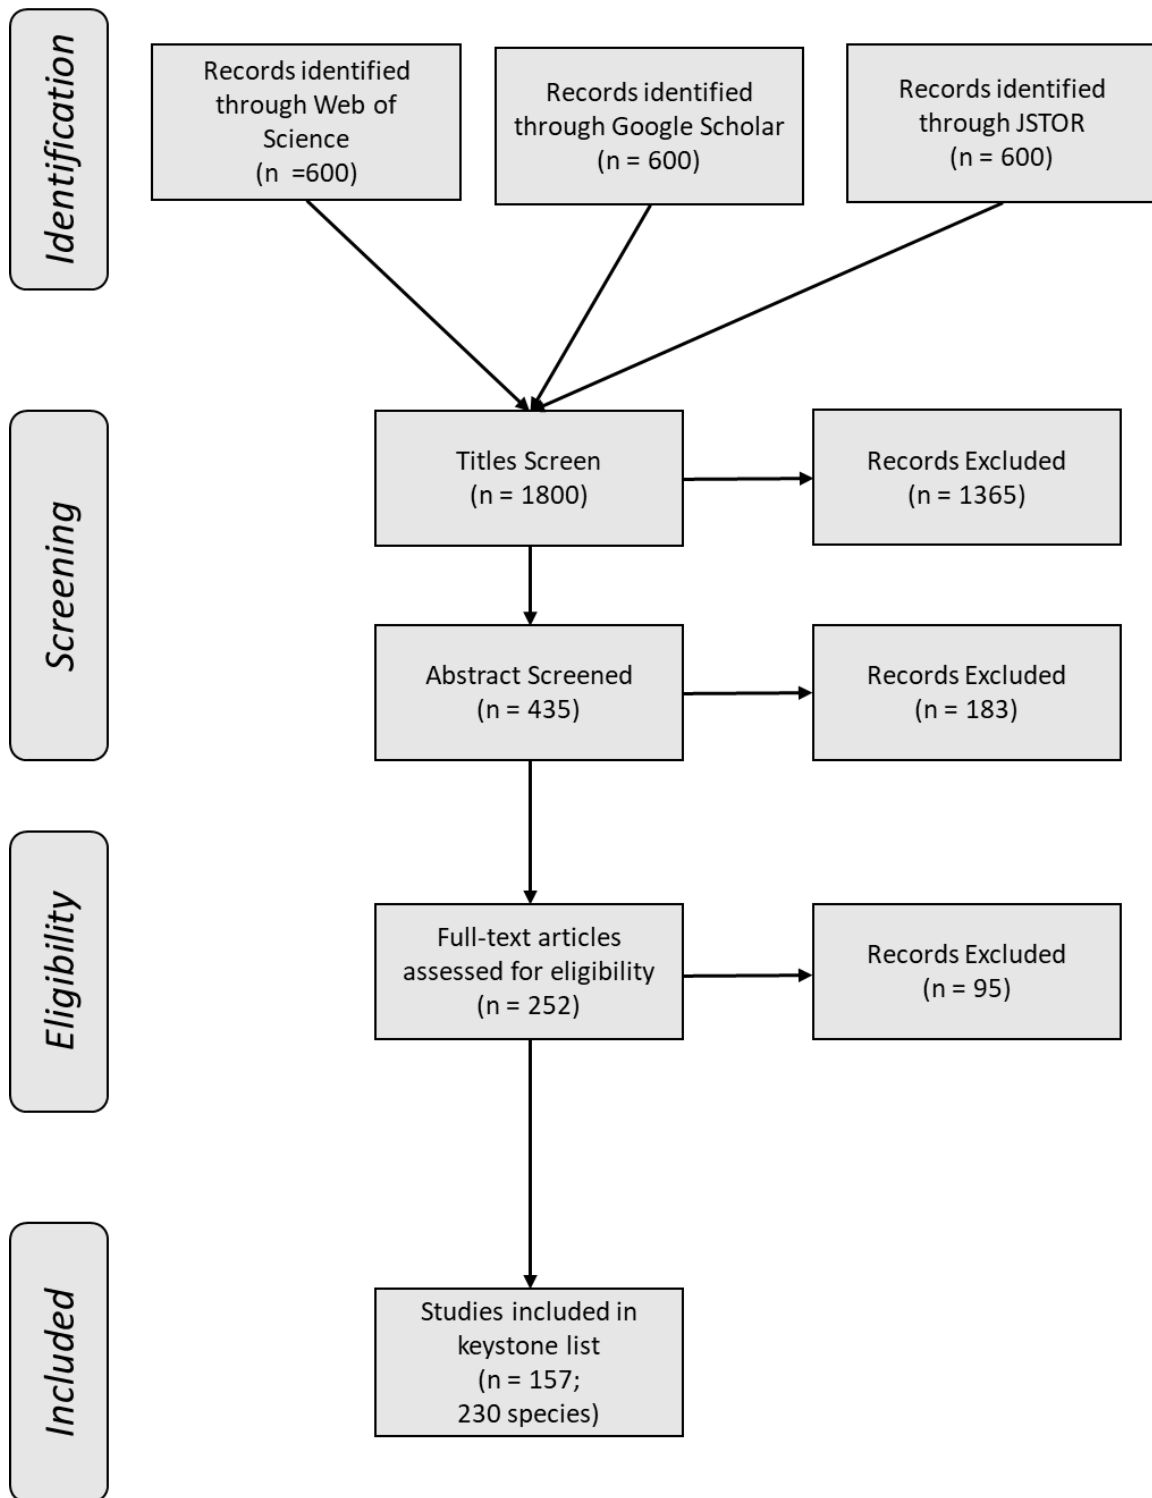 Identification
Records identified
through Web of
Science
(n  =600)
Records identified
through Google Scholar
(n = 600)
Records identified
through JSTOR
(n = 600)
Screening
Titles Screen
(n = 1800)
Records Excluded
(n = 1365)
Abstract Screened
(n = 435)
Records Excluded
(n = 183)
Eligibility
Full-text articles
assessed for eligibility
(n = 252)
Records Excluded
(n = 95)
Included
Studies included in
keystone list
(n = 157;
230 species)